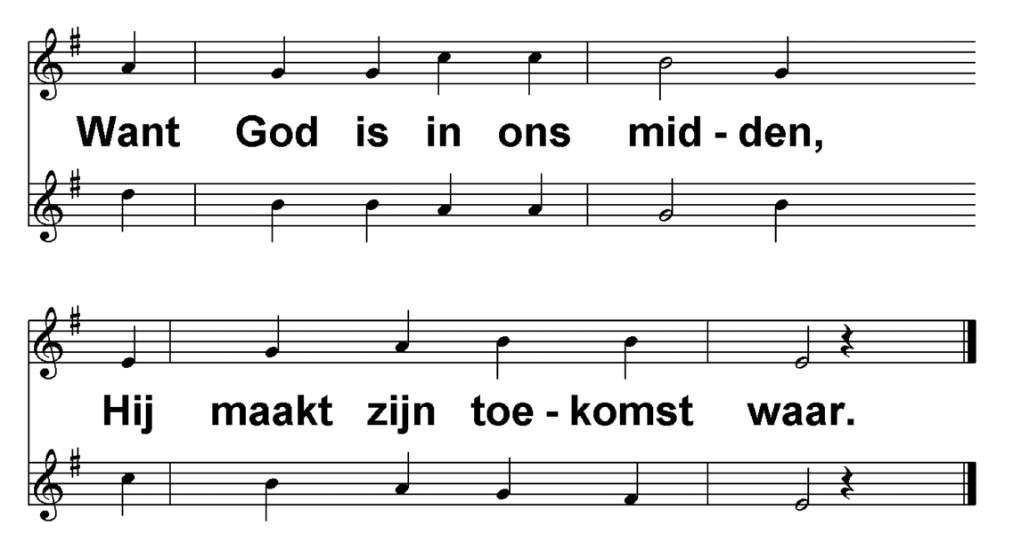 Want God is in ons mid - den,
Hij maakt zijn toe - komst waar.